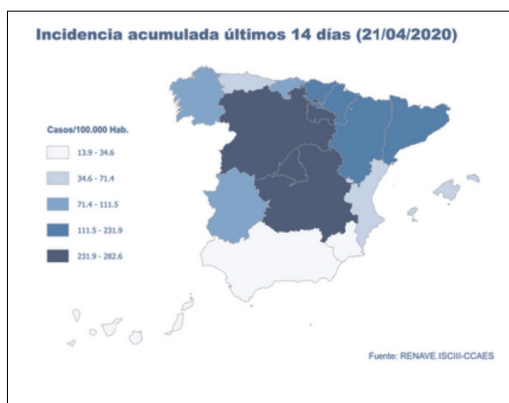 Incidencia acumulada últimos 14 días (21/04/2020)
Casos/100.000 Hab.
13.9 - 34.6
34.6 - 71.4
71.4 - 111.5
111.5 - 231.9
231.9 - 282.6
Fuente: RENAVE.ISCIII-CCAES